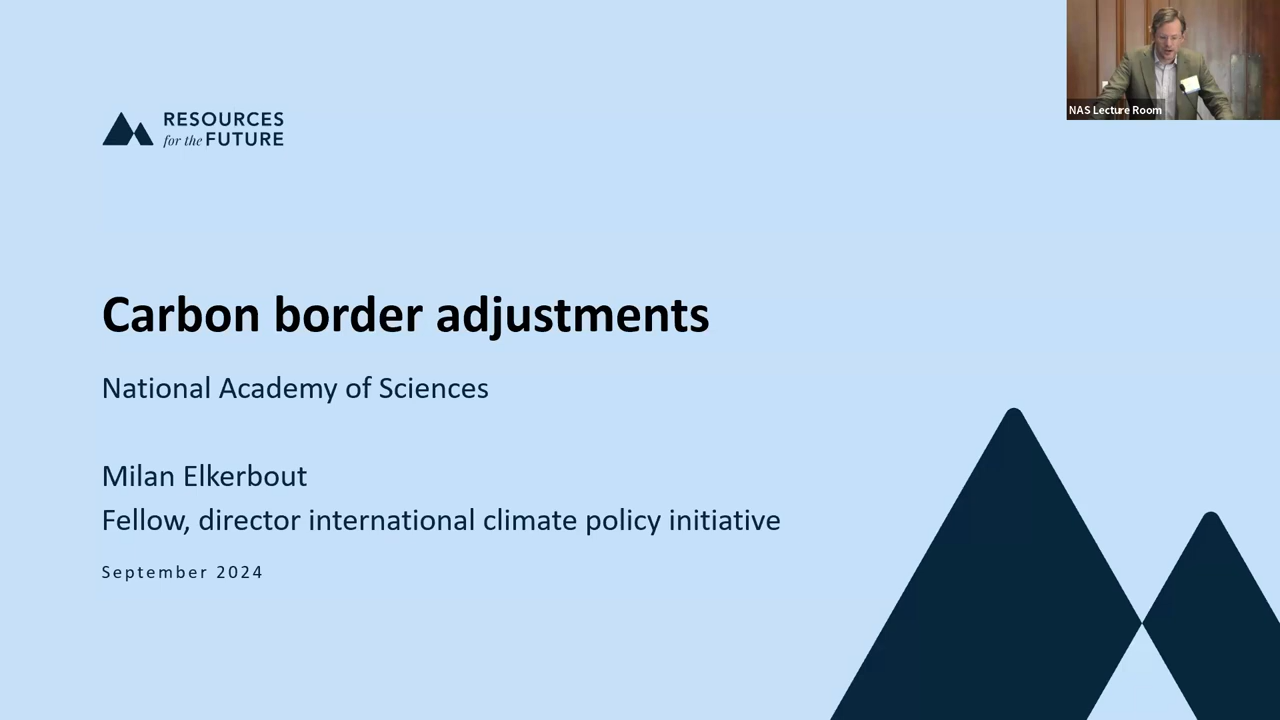 RESOURCES
for the FUTURE
NAS Lecture Room
Carbon border adjustments
National Academy of Sciences
Milan Elkerbout
Fellow, director international climate policy initiative
September 2024